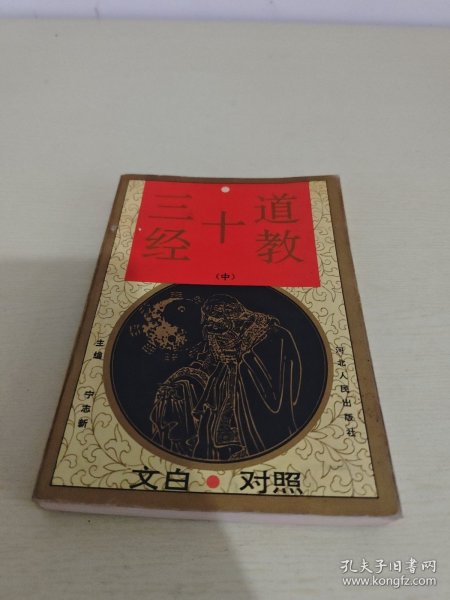 道教
十
三经
（中）
主编 宁志新
河北人民出版社
文白·对照
孔夫子旧书网
www.kongfz.com